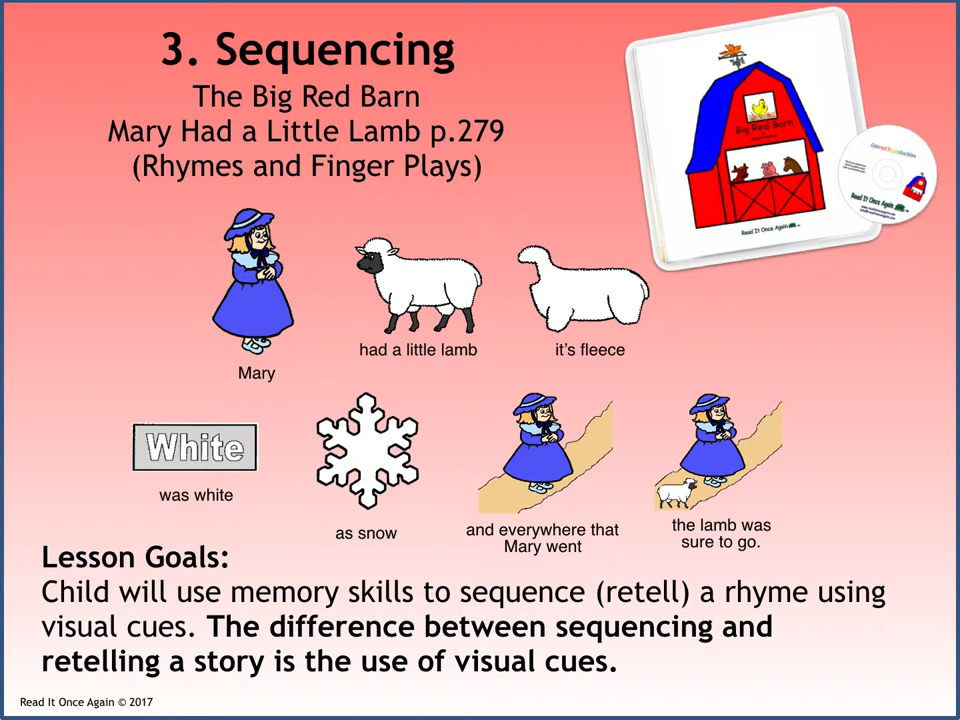 3. Sequencing
The Big Red Barn
Mary Had a Little Lamb p.279
(Rhymes and Finger Plays)
Big Red Barn
Read It Once Again
Read It Once Again
Mary
had a little lamb
it's fleece
White
was white
as snow
and everywhere that
Mary went
the lamb was
sure to go.
Lesson Goals:
Child will use memory skills to sequence (retell) a rhyme using
visual cues. The difference between sequencing and
retelling a story is the use of visual cues.
Read It Once Again © 2017